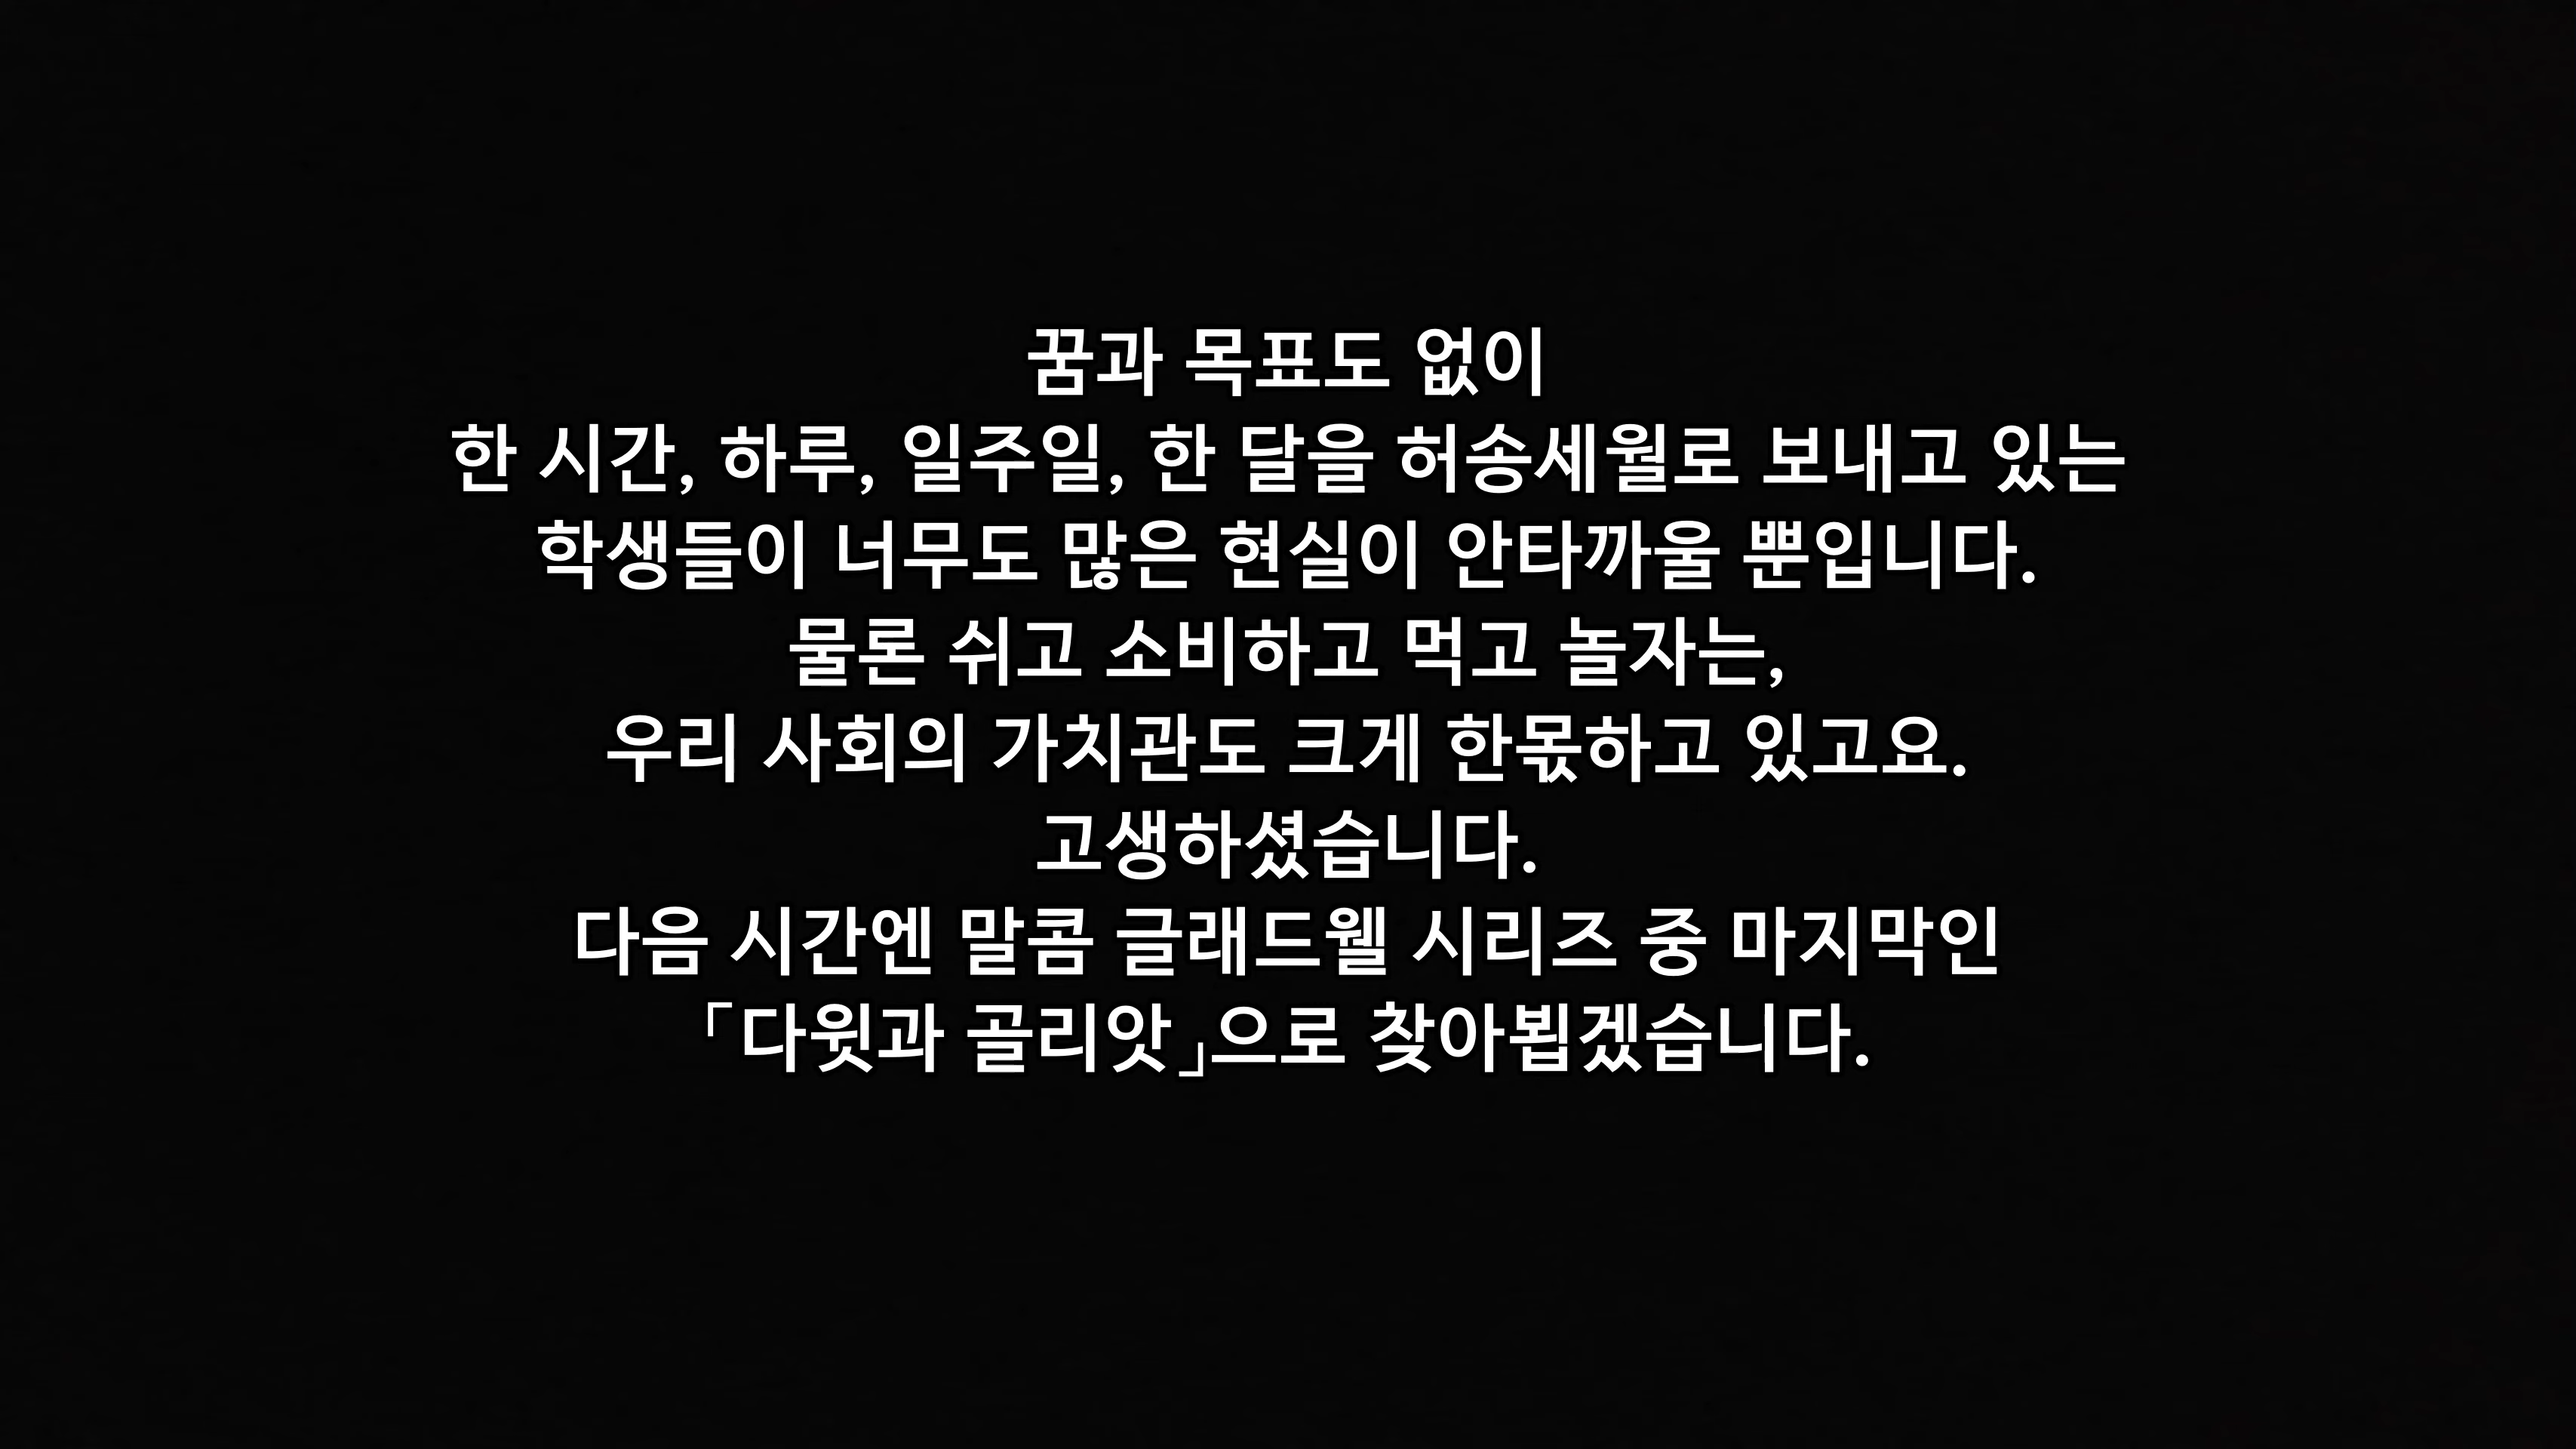 꿈과 목표도 없이
한 시간, 하루, 일주일, 한 달을 허송세월로 보내고 있는
학생들이 너무도 많은 현실이 안타까울 뿐입니다.
물론 쉬고 소비하고 먹고 놀자는,
우리 사회의 가치관도 크게 한몫하고 있고요.
고생하셨습니다.
다음 시간엔 말콤 글래드웰 시리즈 중 마지막인
「다윗과 골리앗」으로 찾아뵙겠습니다.